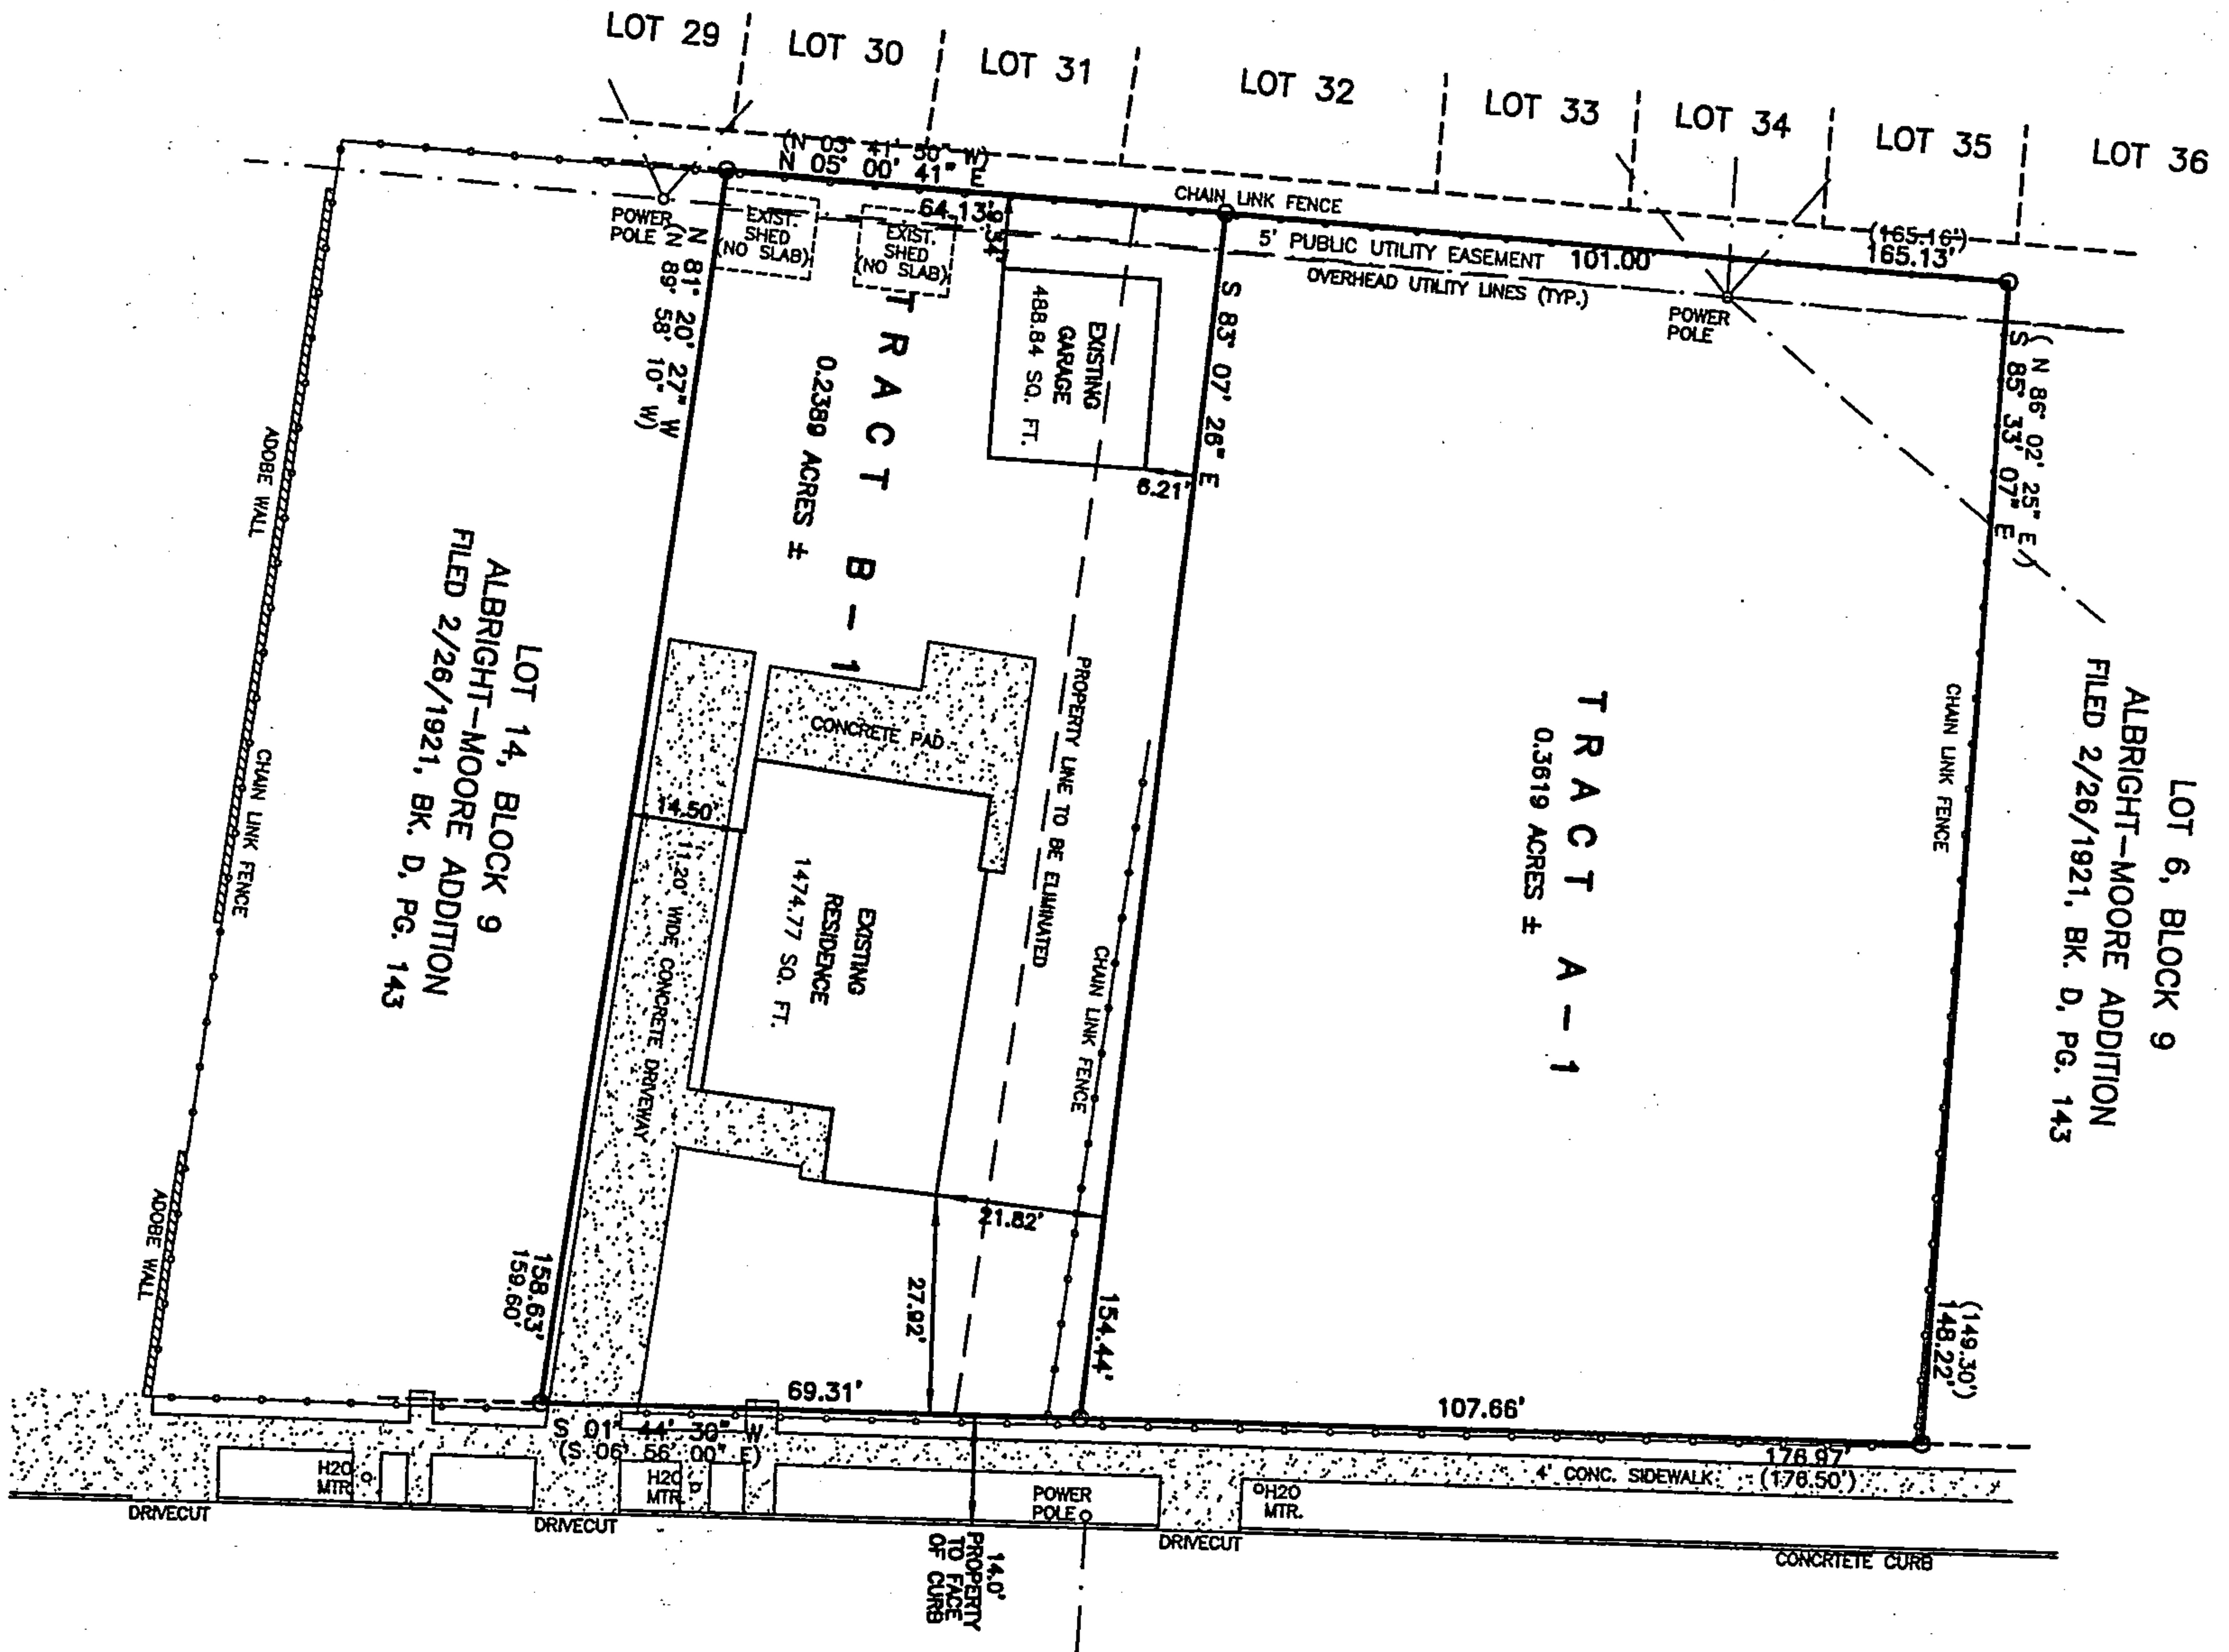 LOT 29
LOT 30
LOT 31
LOT 32
LOT 33
LOT 34
LOT 35
LOT 36
(N 03° 41' 50" W)
N 05° 00' 41" E
64.13'
CHAIN LINK FENCE
5' PUBLIC UTILITY EASEMENT
101.00'
(165.16')
165.13'
OVERHEAD UTILITY LINES (TYP.)
POWER
POLE
POWER
POLE
EXIST.
SHED
(NO SLAB)
EXIST.
SHED
(NO SLAB)
N 81° 20' 27" W
(N 89° 58' 10" W)
EXISTING
GARAGE
488.84 SQ. FT.
6.21'
S 83° 07' 26" E
(N 86° 02' 25" E)
S 85° 33' 07" E
TRACT B-1
0.2389 ACRES ±
TRACT A-1
0.3619 ACRES ±
LOT 6, BLOCK 9
ALBRIGHT-MOORE ADDITION
FILED 2/26/1921, BK. D, PG. 143
CHAIN LINK FENCE
LOT 14, BLOCK 9
ALBRIGHT-MOORE ADDITION
FILED 2/26/1921, BK. D, PG. 143
ADOBE WALL
CHAIN LINK FENCE
ADOBE WALL
CONCRETE PAD
PROPERTY LINE TO BE ELIMINATED
CHAIN LINK FENCE
14.50'
11.20' WIDE CONCRETE DRIVEWAY
EXISTING
RESIDENCE
1474.77 SQ. FT.
21.82'
27.92'
154.44'
158.63'
159.60'
(149.30')
148.22'
69.31'
107.66'
S 01° 44' 30" W
(S 06° 56' 00" E)
176.97'
4' CONC. SIDEWALK
(176.50')
H2O
MTR.
H2O
MTR.
POWER
POLE
H2O
MTR.
DRIVECUT
DRIVECUT
DRIVECUT
CONCRTETE CURB
14.0'
PROPERTY
TO FACE
OF CURB